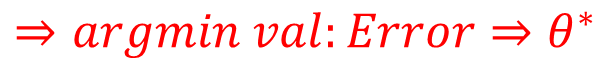 ⇒ argmin val: Error ⇒ θ*